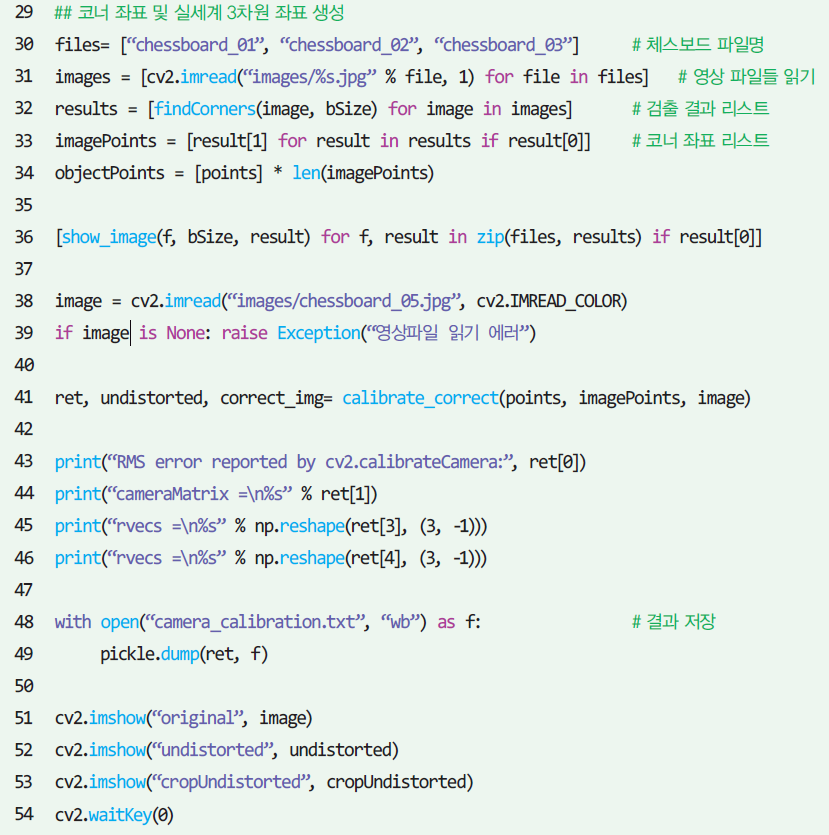 29 ## 코너 좌표 및 실세계 3차원 좌표 생성
30 files= [“chessboard_01”, “chessboard_02”, “chessboard_03”] # 체스보드 파일명
31 images = [cv2.imread(“images/%s.jpg” % file, 1) for file in files] # 영상 파일들 읽기
32 results = [findCorners(image, bSize) for image in images] # 검출 결과 리스트
33 imagePoints = [result[1] for result in results if result[0]] # 코너 좌표 리스트
34 objectPoints = [points] * len(imagePoints)
35
36 [show_image(f, bSize, result) for f, result in zip(files, results) if result[0]]
37
38 image = cv2.imread(“images/chessboard_05.jpg”, cv2.IMREAD_COLOR)
39 if image is None: raise Exception(“영상파일 읽기 에러”)
40
41 ret, undistorted, correct_img= calibrate_correct(points, imagePoints, image)
42
43 print(“RMS error reported by cv2.calibrateCamera:”, ret[0])
44 print(“cameraMatrix =\n%s” % ret[1])
45 print(“rvecs =\n%s” % np.reshape(ret[3], (3, -1)))
46 print(“rvecs =\n%s” % np.reshape(ret[4], (3, -1)))
47
48 with open(“camera_calibration.txt”, “wb”) as f: # 결과 저장
49 pickle.dump(ret, f)
50
51 cv2.imshow(“original”, image)
52 cv2.imshow(“undistorted”, undistorted)
53 cv2.imshow(“cropUndistorted”, cropUndistorted)
54 cv2.waitKey(0)